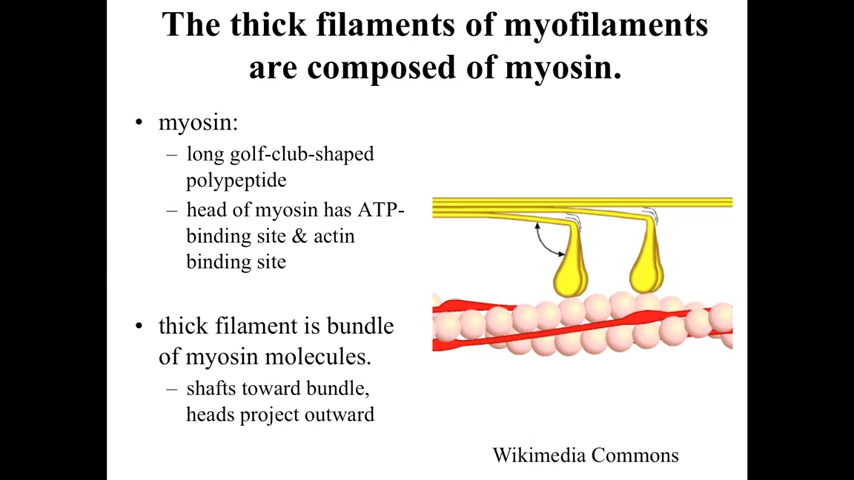 The thick filaments of myofilaments
are composed of myosin.
• myosin:
– long golf-club-shaped
polypeptide
– head of myosin has ATP-
binding site & actin
binding site
• thick filament is bundle
of myosin molecules.
– shafts toward bundle,
heads project outward
Wikimedia Commons